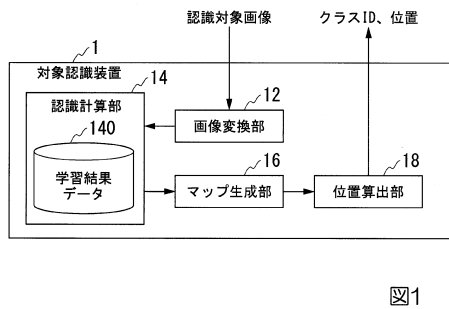 認識対象画像
クラスID、位置
1
対象認識装置
14
認識計算部
12
画像変換部
140
学習結果
データ
16
マップ生成部
18
位置算出部
図1